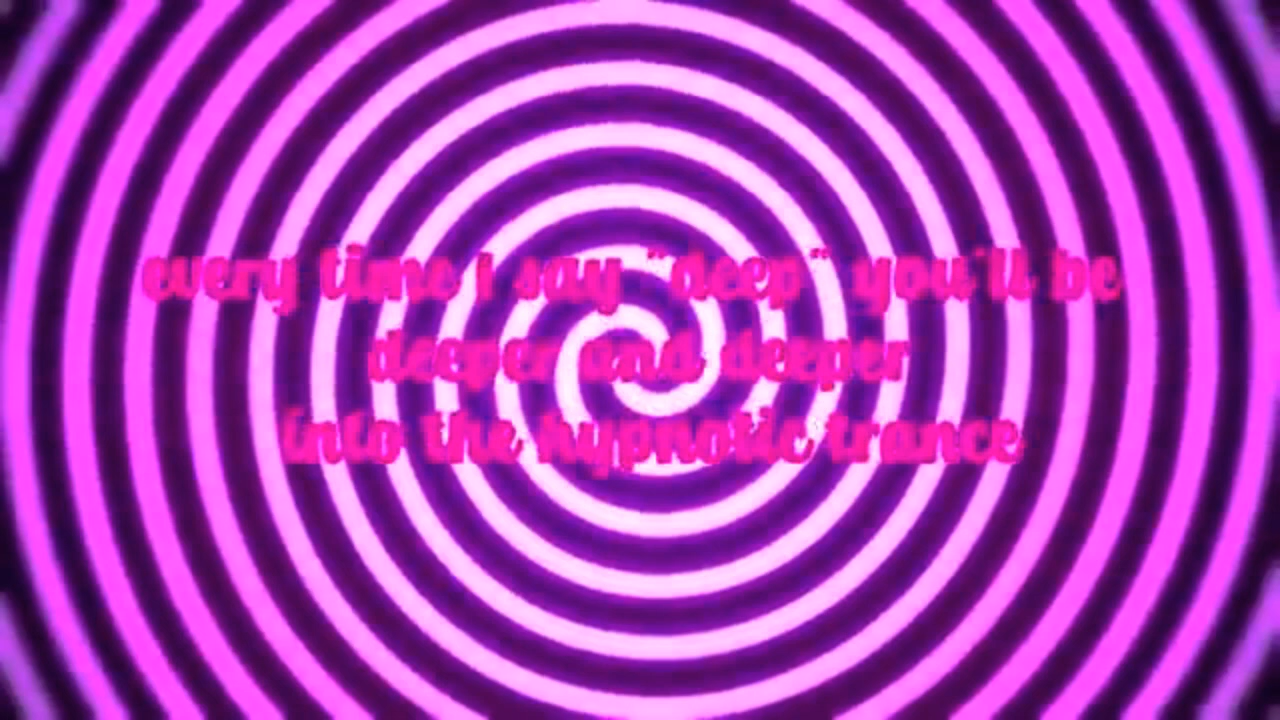 every time i say "deep" you'll be
deeper and deeper
into the hypnotic trance